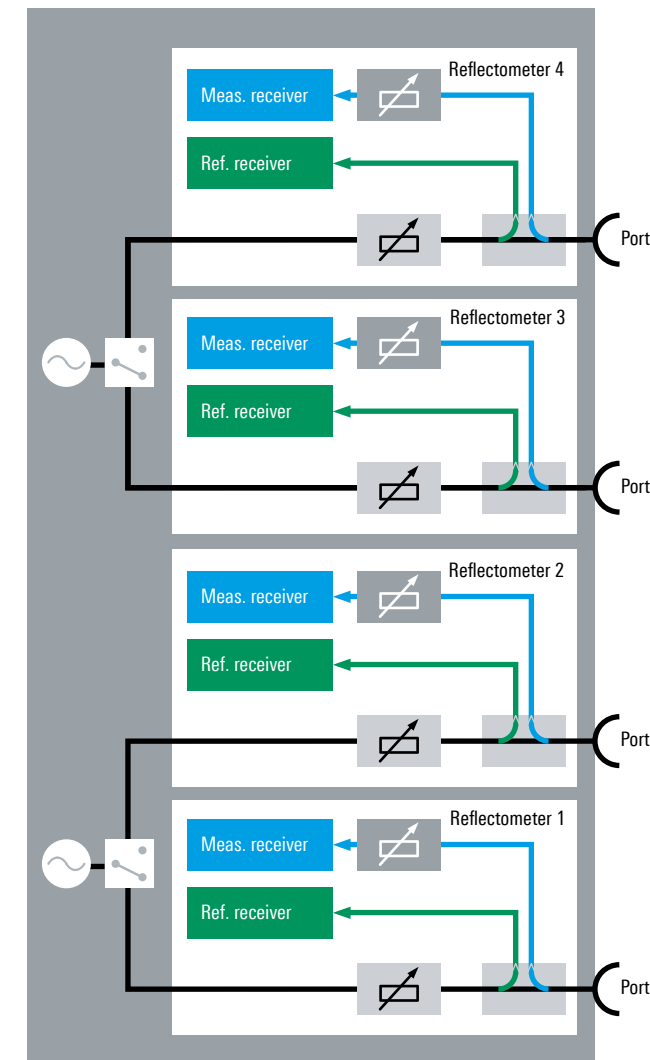 Reflectometer 4
Meas. receiver
Ref. receiver
Port
Reflectometer 3
Meas. receiver
Ref. receiver
Port
Reflectometer 2
Meas. receiver
Ref. receiver
Port
Reflectometer 1
Meas. receiver
Ref. receiver
Port